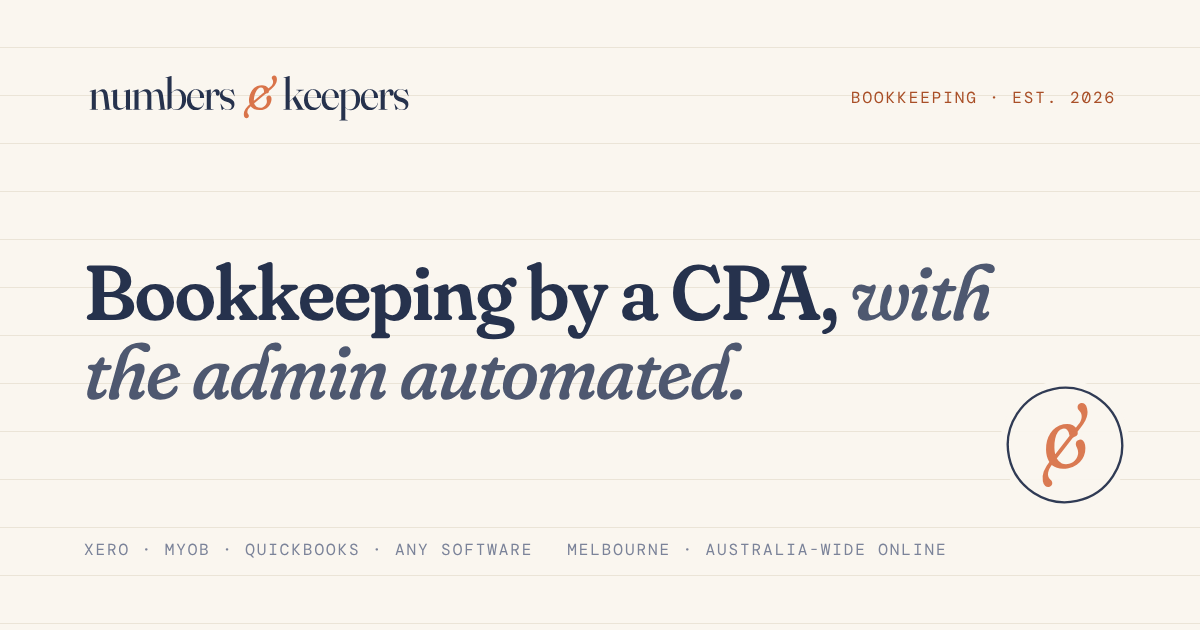 numbers & keepers
BOOKKEEPING · EST. 2026
Bookkeeping by a CPA, with
the admin automated.
&
XERO · MYOB · QUICKBOOKS · ANY SOFTWARE MELBOURNE · AUSTRALIA-WIDE ONLINE